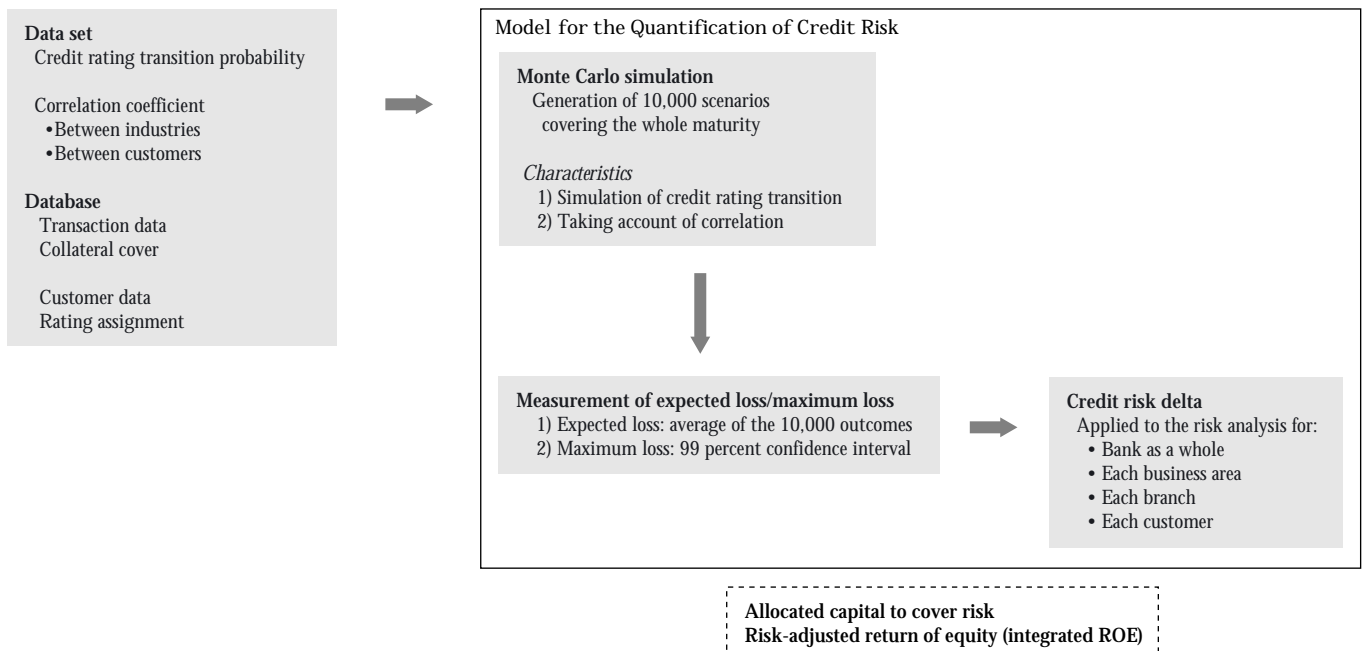 Data set
Credit rating transition probability
Correlation coefficient
•Between industries
•Between customers
Database
Transaction data
Collateral cover
Customer data
Rating assignment
Model for the Quantification of Credit Risk
Monte Carlo simulation
Generation of 10,000 scenarios
covering the whole maturity
Characteristics
1) Simulation of credit rating transition
2) Taking account of correlation
Measurement of expected loss/maximum loss
1) Expected loss: average of the 10,000 outcomes
2) Maximum loss: 99 percent confidence interval
Credit risk delta
Applied to the risk analysis for:
• Bank as a whole
• Each business area
• Each branch
• Each customer
Allocated capital to cover risk
Risk-adjusted return of equity (integrated ROE)